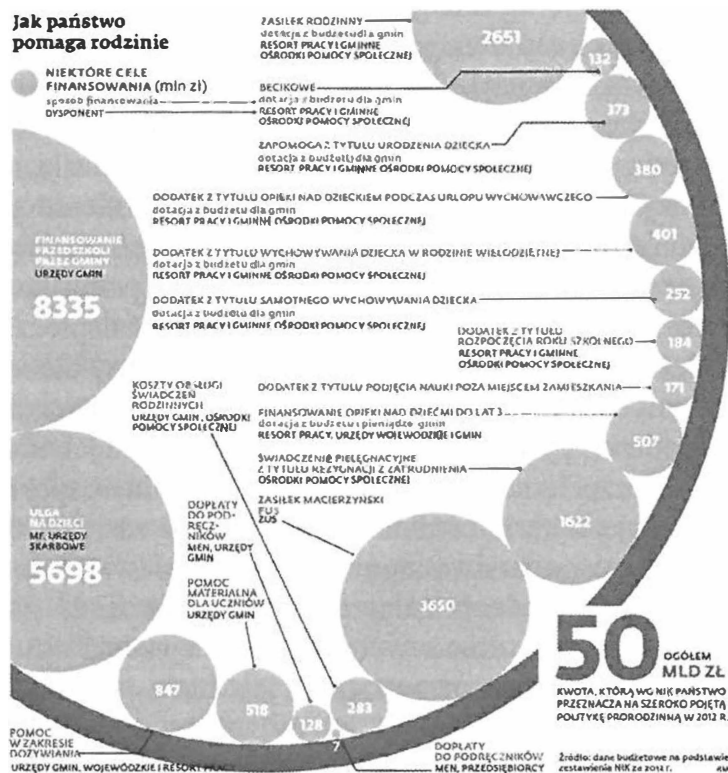 Jak państwo
pomaga rodzinie
NIEKTÓRE CELE
FINANSOWANIA (mln zł)
sposób finansowania
DYSPONENT
ZASIŁEK RODZINNY
dotacja z budżetu dla gmin
RESORT PRACY I GMINNE
OŚRODKI POMOCY SPOŁECZNEJ
2651
BECIKOWE
dotacja z budżetu dla gmin
RESORT PRACY I GMINNE
OŚRODKI POMOCY SPOŁECZNEJ
132
ZAPOMOGA Z TYTUŁU URODZENIA DZIECKA
dotacja z budżetu dla gmin
RESORT PRACY I GMINNE OŚRODKI POMOCY SPOŁECZNEJ
373
DODATEK Z TYTUŁU OPIEKI NAD DZIECKIEM PODCZAS URLOPU WYCHOWAWCZEGO
dotacja z budżetu dla gmin
RESORT PRACY I GMINNE OŚRODKI POMOCY SPOŁECZNEJ
380
DODATEK Z TYTUŁU WYCHOWYWANIA DZIECKA W RODZINIE WIELODZIETNEJ
dotacja z budżetu dla gmin
RESORT PRACY I GMINNE OŚRODKI POMOCY SPOŁECZNEJ
401
DODATEK Z TYTUŁU SAMOTNEGO WYCHOWYWANIA DZIECKA
dotacja z budżetu dla gmin
RESORT PRACY I GMINNE OŚRODKI POMOCY SPOŁECZNEJ
252
DODATEK Z TYTUŁU
ROZPOCZĘCIA ROKU SZKOLNEGO
RESORT PRACY I GMINNE
OŚRODKI POMOCY SPOŁECZNEJ
184
DODATEK Z TYTUŁU PODJĘCIA NAUKI POZA MIEJSCEM ZAMIESZKANIA
171
FINANSOWANIE OPIEKI NAD DZIEĆMI DO LAT 3
dotacja z budżetu i pieniądze gmin
RESORT PRACY, URZĘDY WOJEWÓDZKIE I GMIN
507
ŚWIADCZENIE PIELĘGNACYJNE
Z TYTUŁU REZYGNACJI Z ZATRUDNIENIA
OŚRODKI POMOCY SPOŁECZNEJ
1622
ZASIŁEK MACIERZYŃSKI
FUS
ZUS
3650
FINANSOWANIE
PRZEDSZKOLI
PRZEZ GMINY
URZĘDY GMIN
8335
KOSZTY OBSŁUGI
ŚWIADCZEŃ
RODZINNYCH
URZĘDY GMIN, OŚRODKI
POMOCY SPOŁECZNEJ
283
ULGA
NA DZIECI
MF, URZĘDY
SKARBOWE
5698
DOPŁATY
DO POD-
RĘCZ-
NIKÓW
MEN, URZĘDY
GMIN
128
POMOC
MATERIALNA
DLA UCZNIÓW
URZĘDY GMIN
518
847
POMOC
W ZAKRESIE
DOŻYWIANIA
URZĘDY GMIN, WOJEWÓDZKIE I RESORT PRACY
7
DOPŁATY
DO PODRĘCZNIKÓW
MEN, PRZEDSIĘBIORCY
50
OGÓŁEM
MLD ZŁ
KWOTA, KTÓRĄ WG NIK PAŃSTWO
PRZEZNACZA NA SZEROKO POJĘTĄ
POLITYKĘ PRORODZINNĄ W 2012 R.
Źródło: dane budżetowe na podstawie
zestawienia NIK za 2012 r.